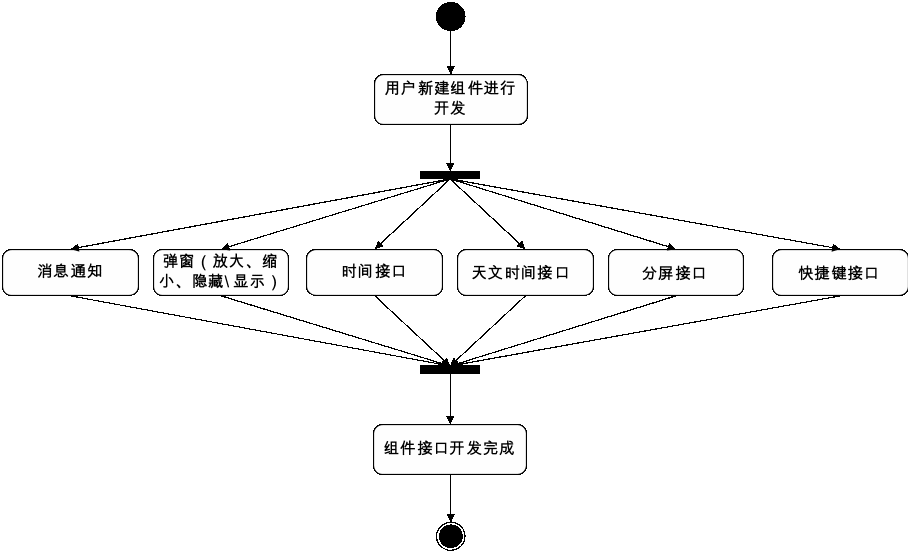 用户新建组件进行
开发
消息通知
弹窗（放大、缩
小、隐藏\显示）
时间接口
天文时间接口
分屏接口
快捷键接口
组件接口开发完成